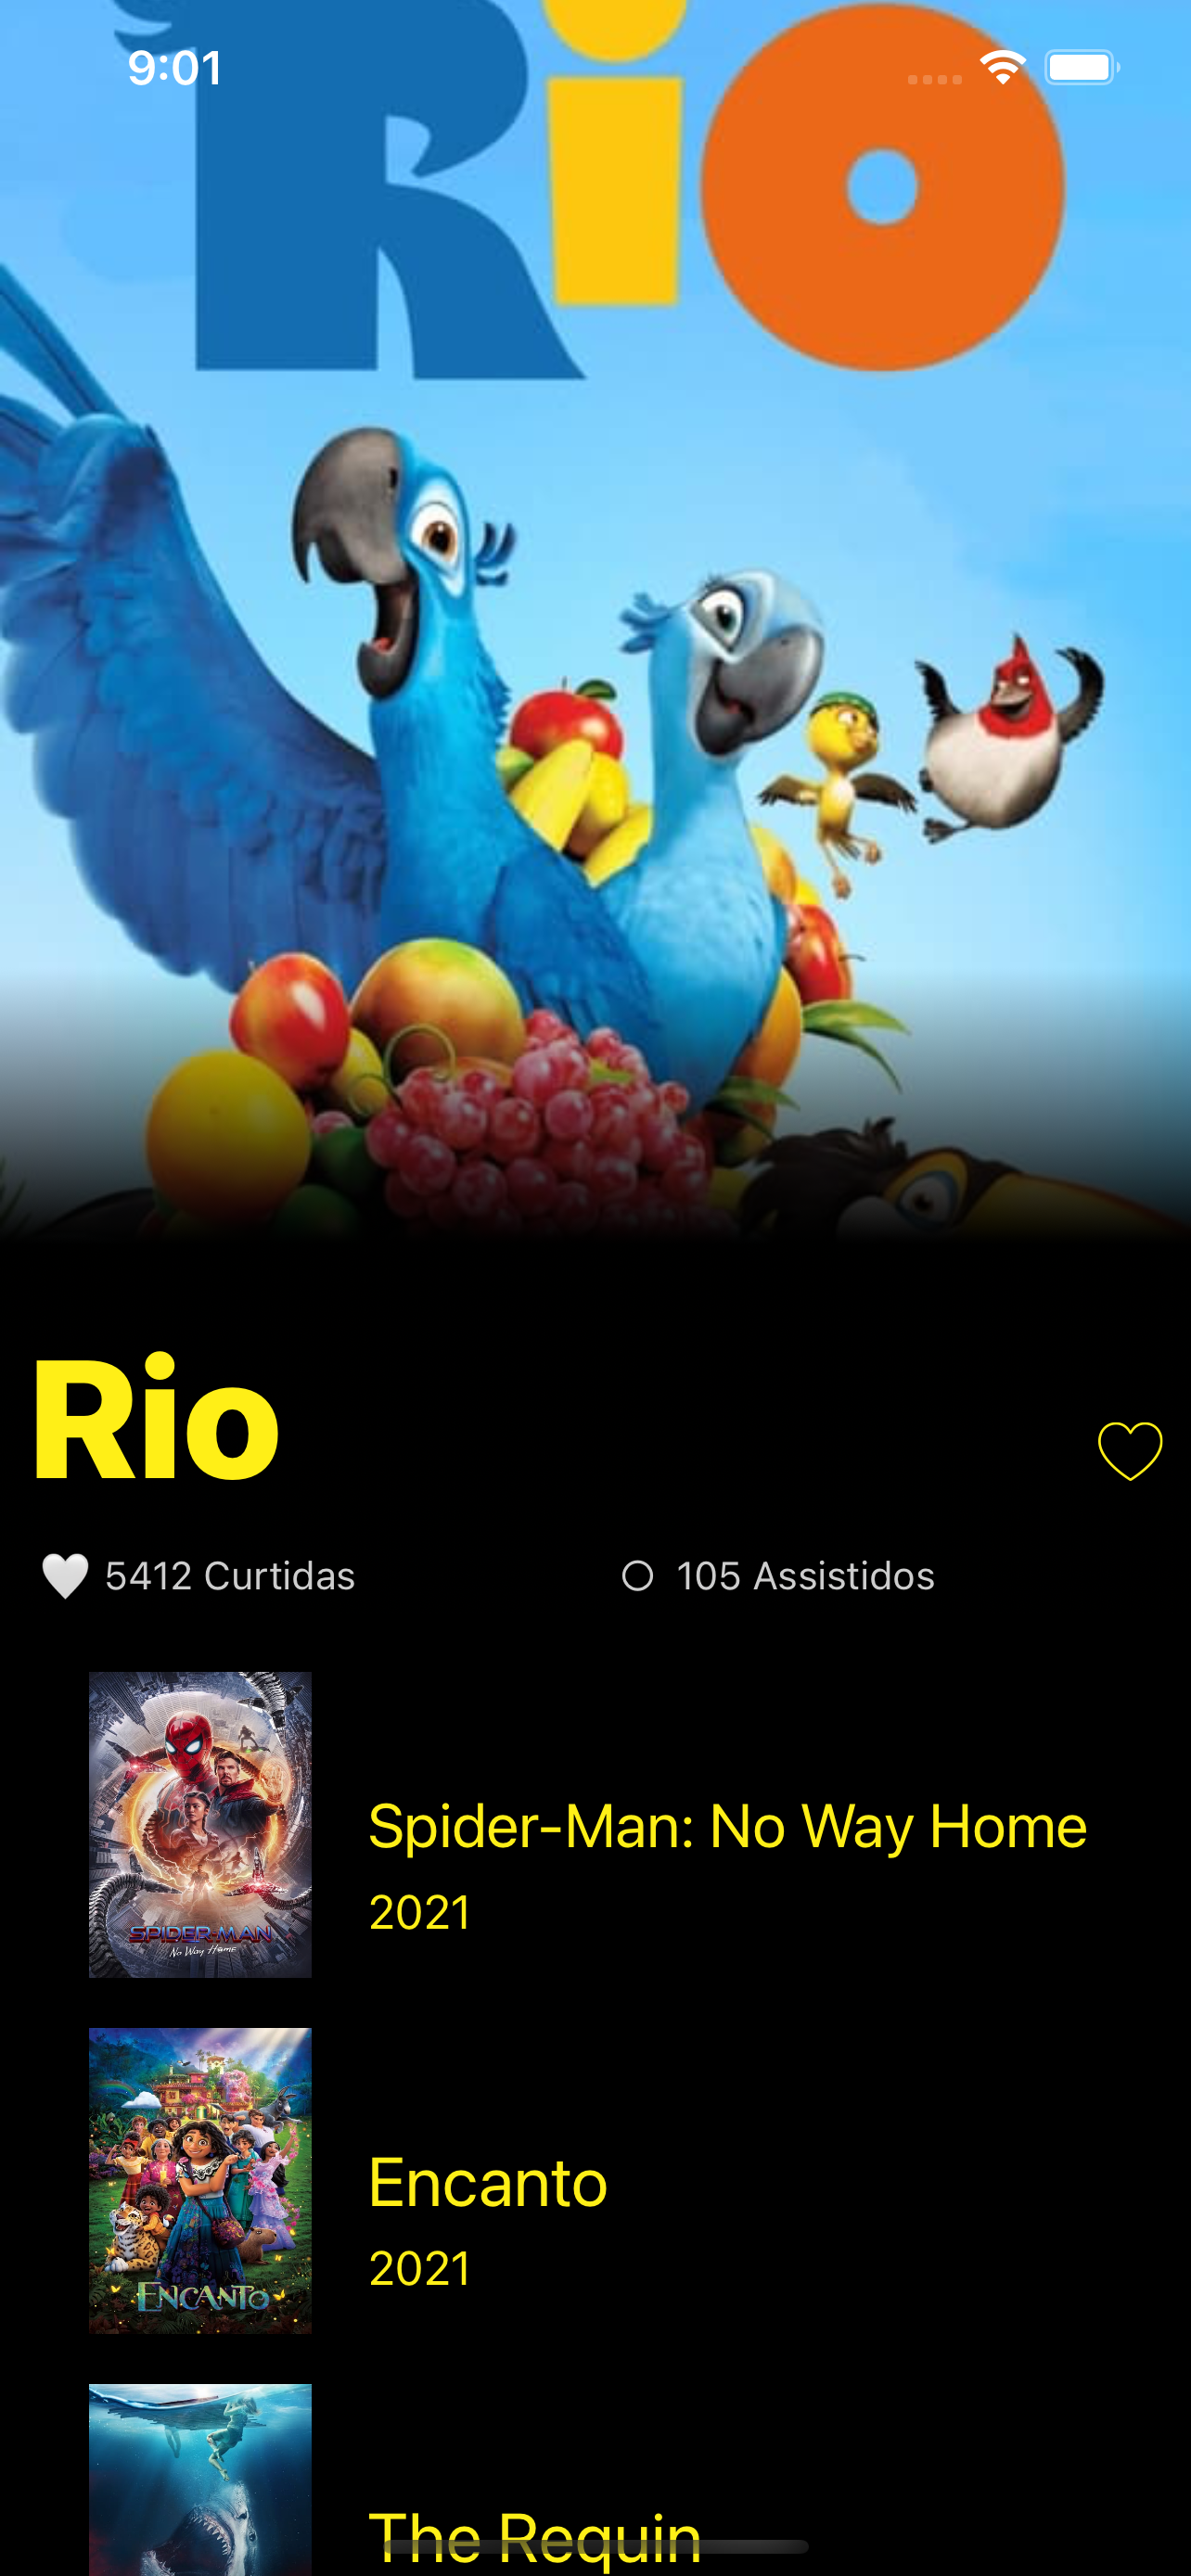 RiO
9:01
Rio
5412 Curtidas
105 Assistidos
SPIDER-MAN
No Way Home
Spider-Man: No Way Home
2021
Encanto
2021
ENCANTO
The Requin